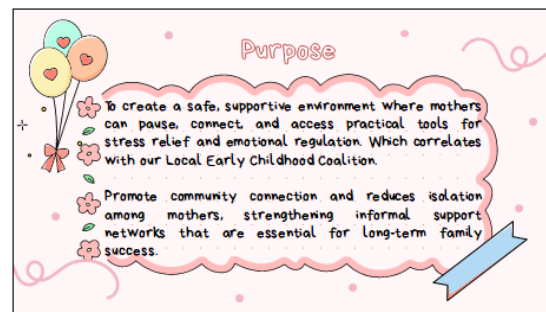 Purpose
To create a safe, supportive environment where mothers
can pause, connect, and access practical tools for
stress relief and emotional regulation. Which correlates
with our Local Early Childhood Coalition.
Promote community connection and reduces isolation
among mothers, strengthening informal support
networks that are essential for long-term family
success.